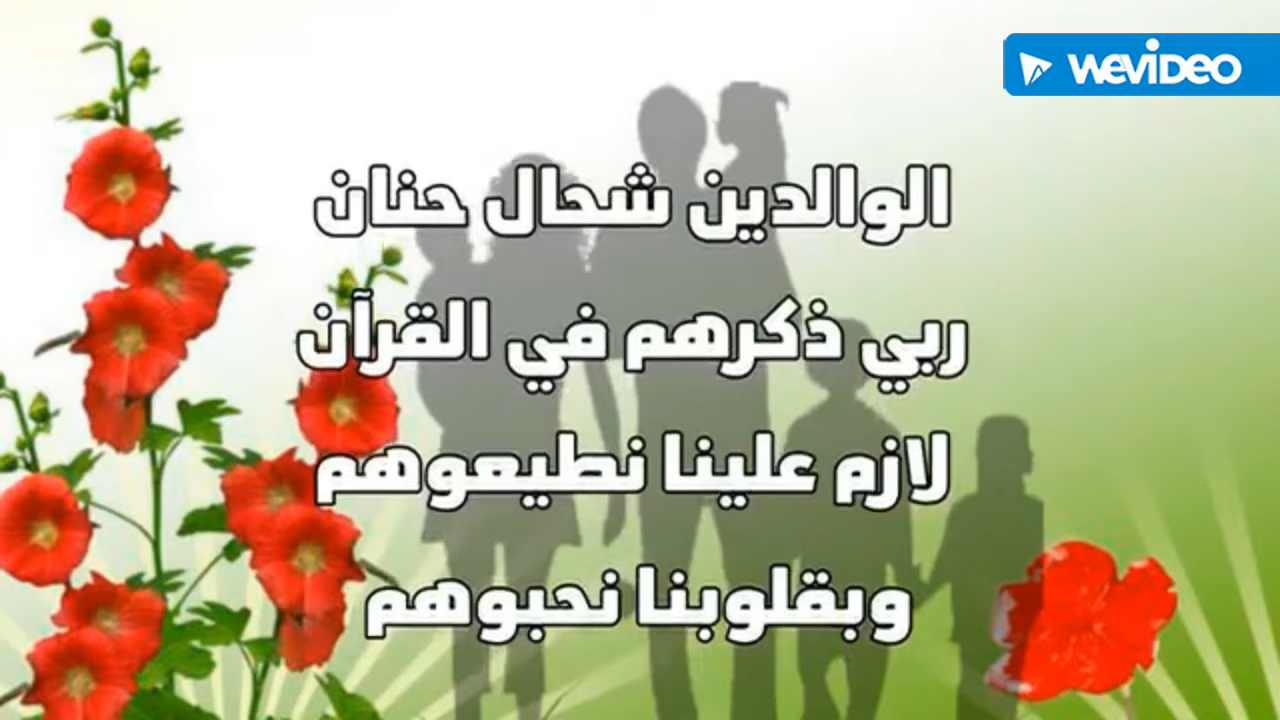 WEVIDEO
الوالدين شحال حنان
ربي ذكرهم في القرآن
لازم علينا نطيعوهم
وبقلوبنا نحبوهم